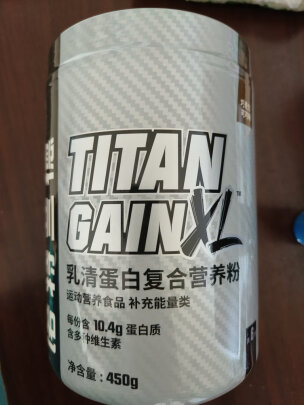 TITAN
GAIN XL
乳清蛋白复合营养粉
运动营养食品 补充能量类
每份含 10.4g 蛋白质
含多种维生素
净含量：450g